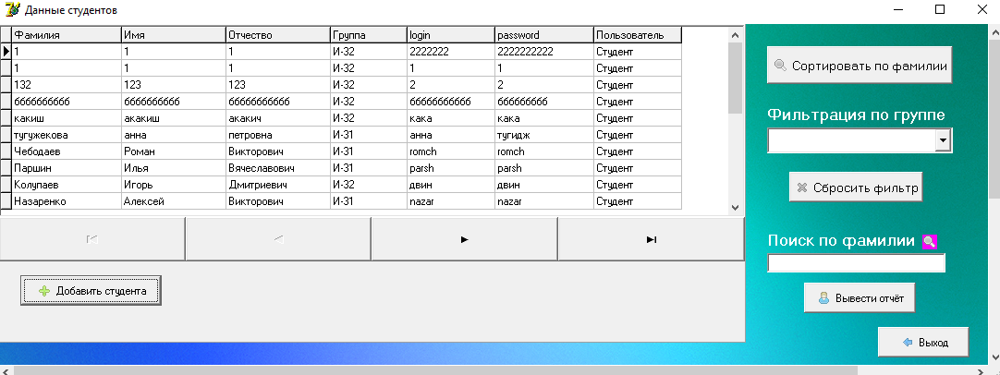 Данные студентов
Фамилия Имя Отчество Группа login password Пользователь
1 1 1 И-32 2222222 2222222222 Студент
1 1 1 И-32 1 1 Студент
132 123 123 И-32 2 2 Студент
6666666666 6666666666 66666666666 И-32 66666666666 666666666 Студент
какиш акакиш акакич И-32 кака кака Студент
тугужекова анна петровна И-31 анна тугидж Студент
Чебодаев Роман Викторович И-31 romch romch Студент
Паршин Илья Вячеславович И-31 parsh parsh Студент
Колупаев Игорь Дмитриевич И-32 двин двин Студент
Назаренко Алексей Викторович И-31 nazar nazar Студент
Добавить студента
Сортировать по фамилии
Фильтрация по группе
Сбросить фильтр
Поиск по фамилии
Вывести отчёт
Выход